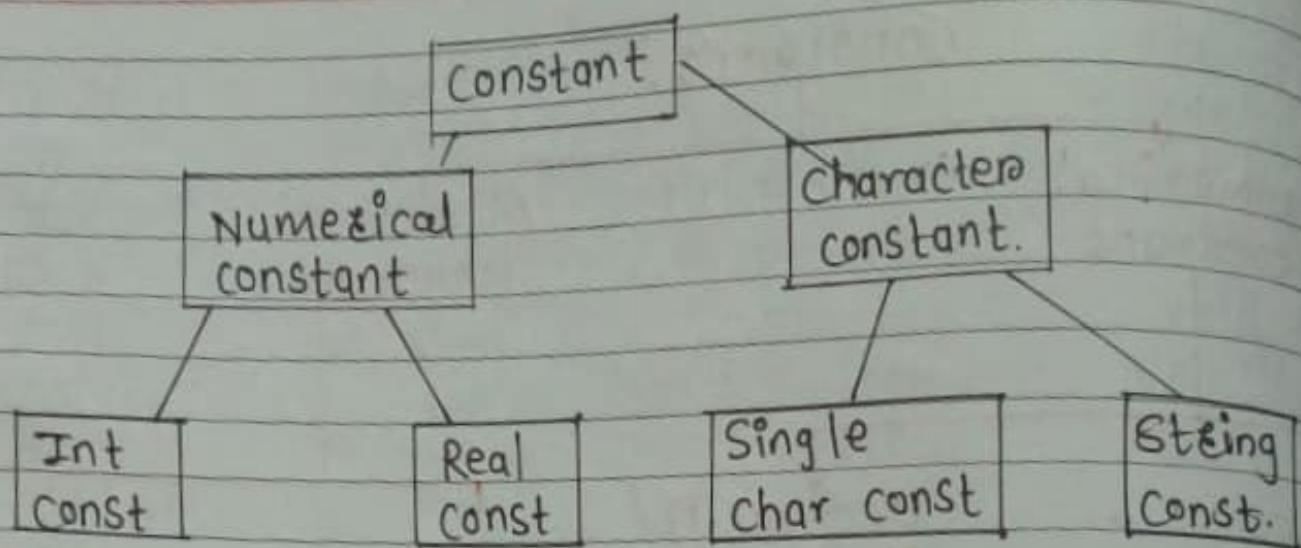 Constant
Numerical
constant
Character
constant.
Int
const
Real
const
Single
char const
String
Const.